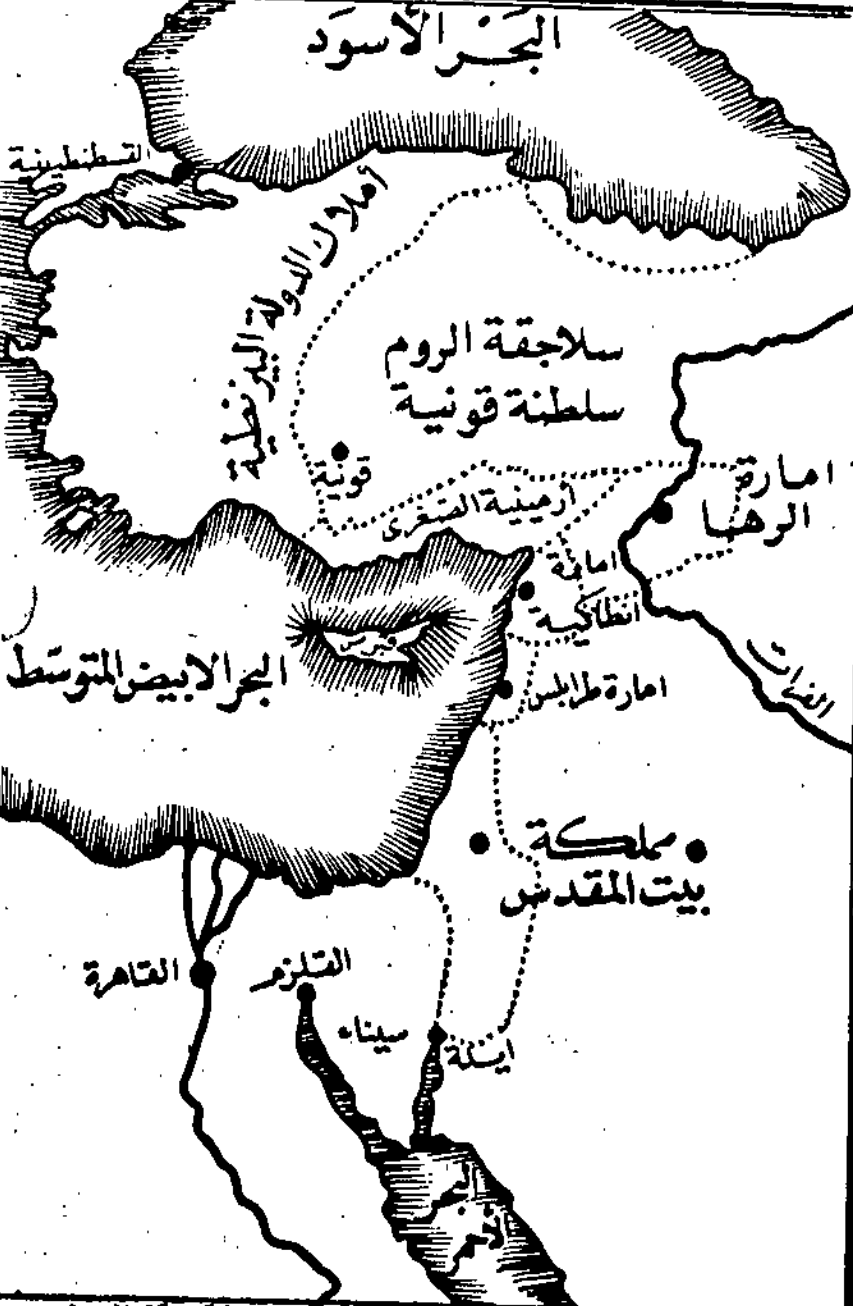 البحر الأسود
القسطنطينية
أملاك الدولة البيزنطية
سلاجقة الروم
سلطنة قونية
قونية
أرمينية الصغرى
امارة
الرها
امارة
انطاكية
قبرص
البحر الابيض المتوسط
امارة طرابلس
الفرات
مملكة
بيت المقدس
القاهرة
القلزم
سيناء
ايلة
البحر
الأحمر